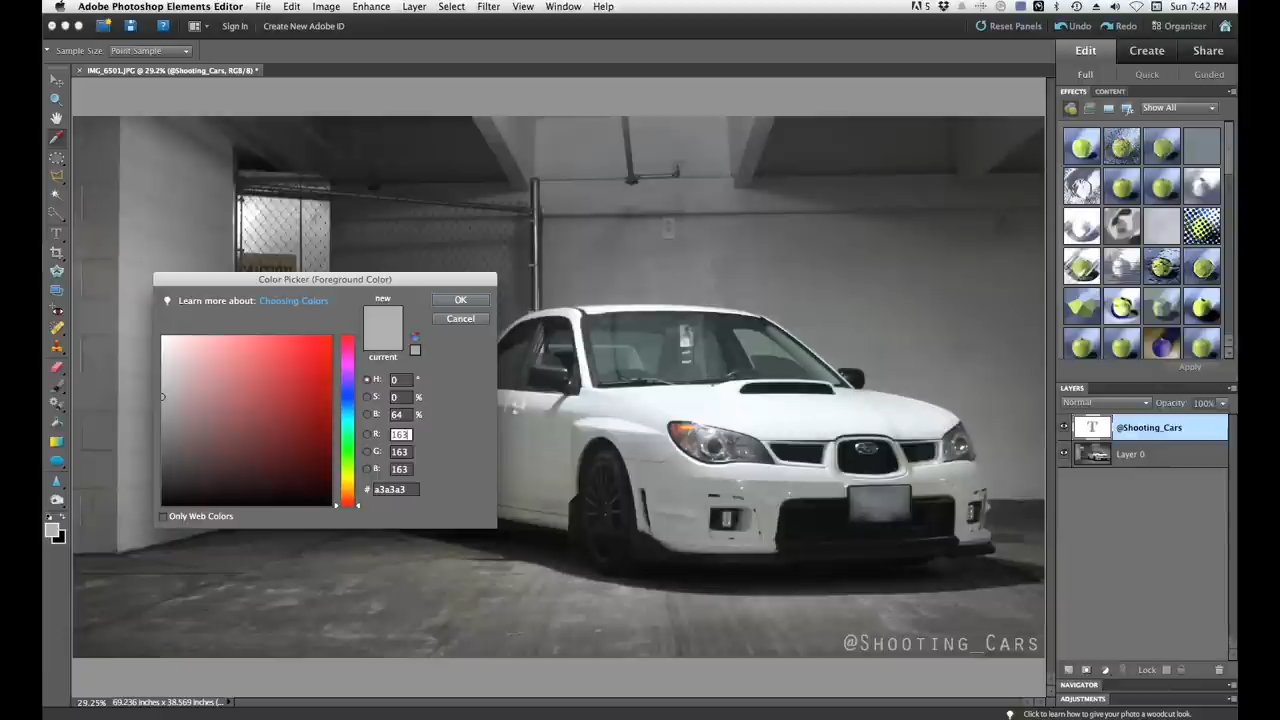 Adobe Photoshop Elements Editor File Edit Image Enhance Layer Select Filter View Window Help
5
Sun 7:42 PM
Sign In Create New Adobe ID
Reset Panels Undo Redo Organizer
Sample Size: Point Sample
Edit Create Share
IMG_6501.JPG @ 29.2% (@Shooting_Cars, RGB/8) *
Full Quick Guided
EFFECTS CONTENT
Show All
Color Picker (Foreground Color)
Learn more about: Choosing Colors
new
OK
Cancel
current
H: 0 °
S: 0 %
B: 64 %
R: 163
G: 163
B: 163
# a3a3a3
Only Web Colors
Apply
LAYERS
Normal Opacity: 100%
T @Shooting_Cars
Layer 0
@Shooting_Cars
Lock
NAVIGATOR
ADJUSTMENTS
29.25% 69.236 inches x 38.569 inches (...
Click to learn how to give your photo a woodcut look.